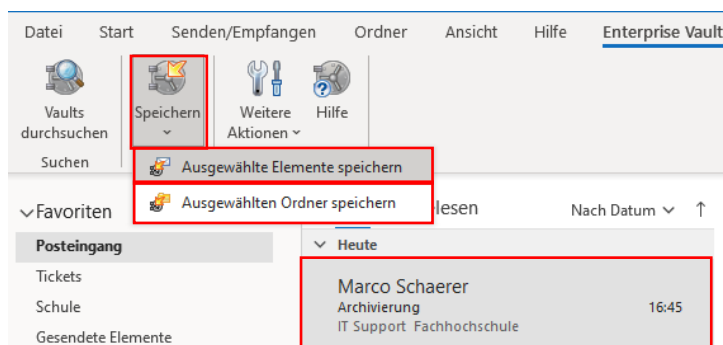 Datei Start Senden/Empfangen Ordner Ansicht Hilfe Enterprise Vault
Vaults durchsuchen
Speichern
Weitere Aktionen
Hilfe
Suchen
Ausgewählte Elemente speichern
Ausgewählten Ordner speichern
Favoriten
lesen Nach Datum
Posteingang
Heute
Tickets
Marco Schaerer
Schule
Archivierung 16:45
IT Support Fachhochschule
Gesendete Elemente